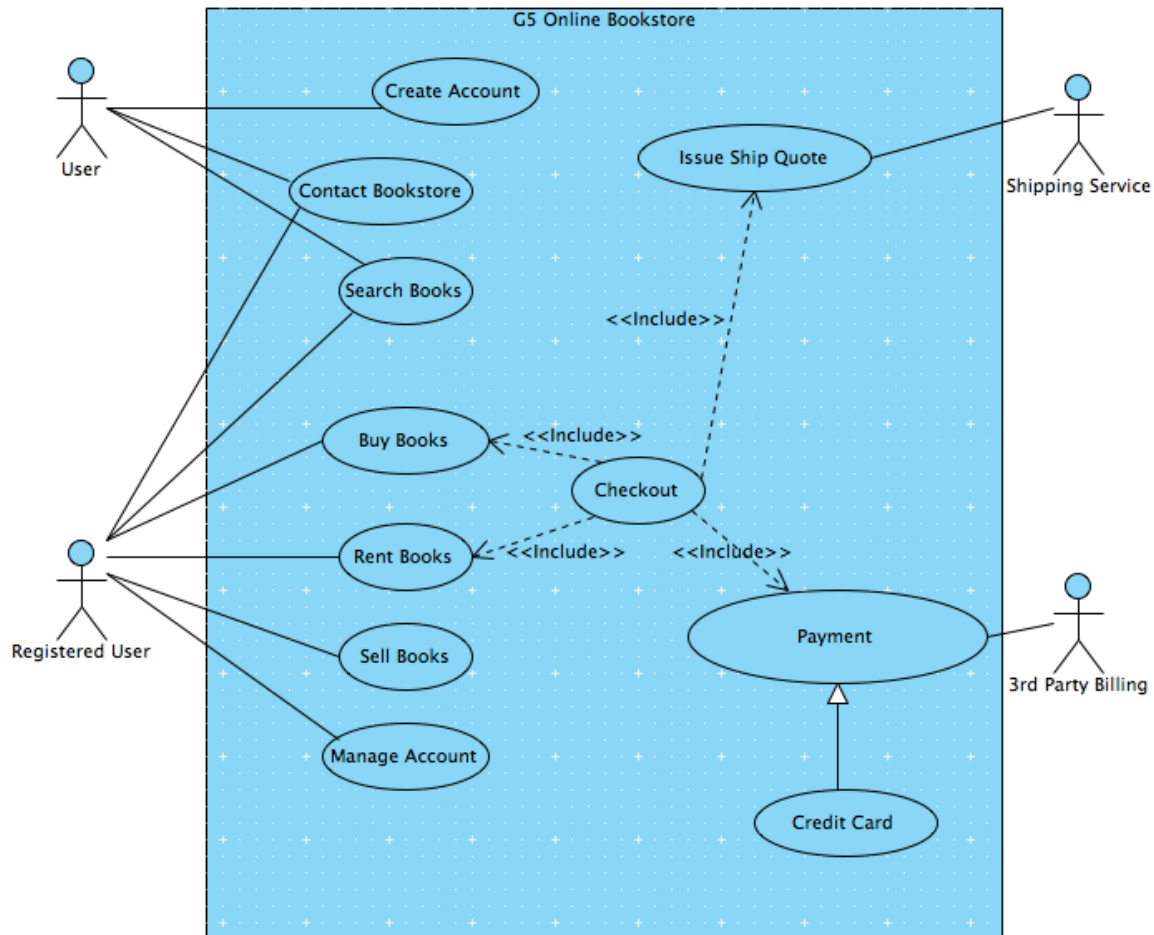 G5 Online Bookstore
Create Account
User
Contact Bookstore
Search Books
Issue Ship Quote
Shipping Service
<<Include>>
Buy Books
<<Include>>
Checkout
Rent Books
<<Include>>
<<Include>>
Registered User
Sell Books
Payment
3rd Party Billing
Manage Account
Credit Card